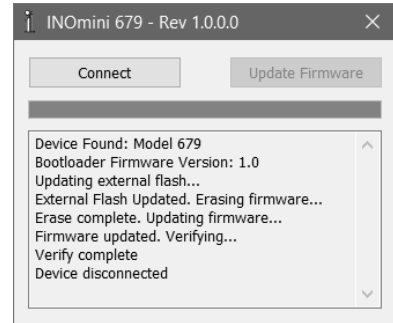 INOmini 679 - Rev 1.0.0.0
Connect
Update Firmware
Device Found: Model 679
Bootloader Firmware Version: 1.0
Updating external flash...
External Flash Updated. Erasing firmware...
Erase complete. Updating firmware...
Firmware updated. Verifying...
Verify complete
Device disconnected